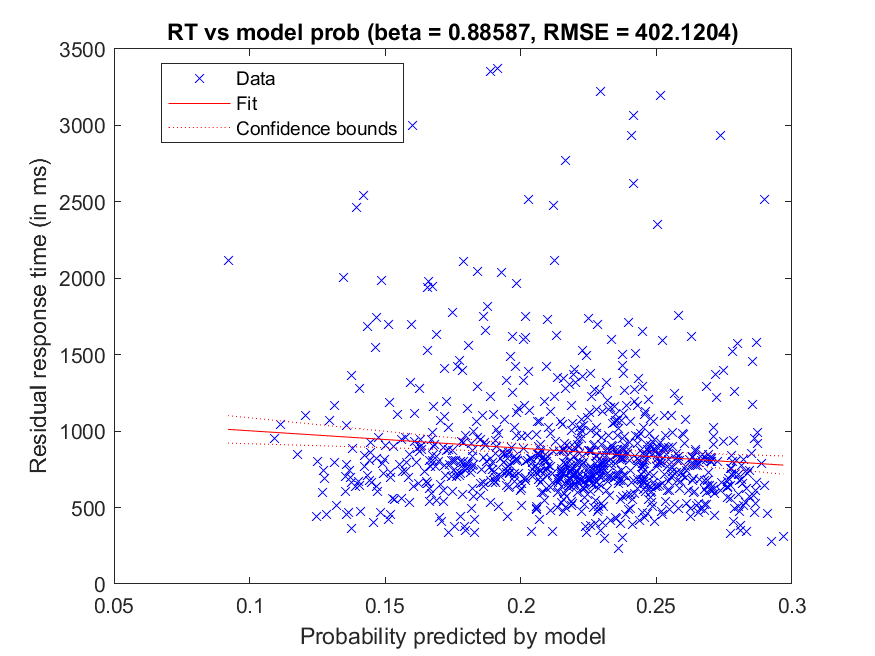 RT vs model prob (beta = 0.88587, RMSE = 402.1204)
Data
Fit
Confidence bounds
Residual response time (in ms)
3500
3000
2500
2000
1500
1000
500
0
0.05 0.1 0.15 0.2 0.25 0.3
Probability predicted by model